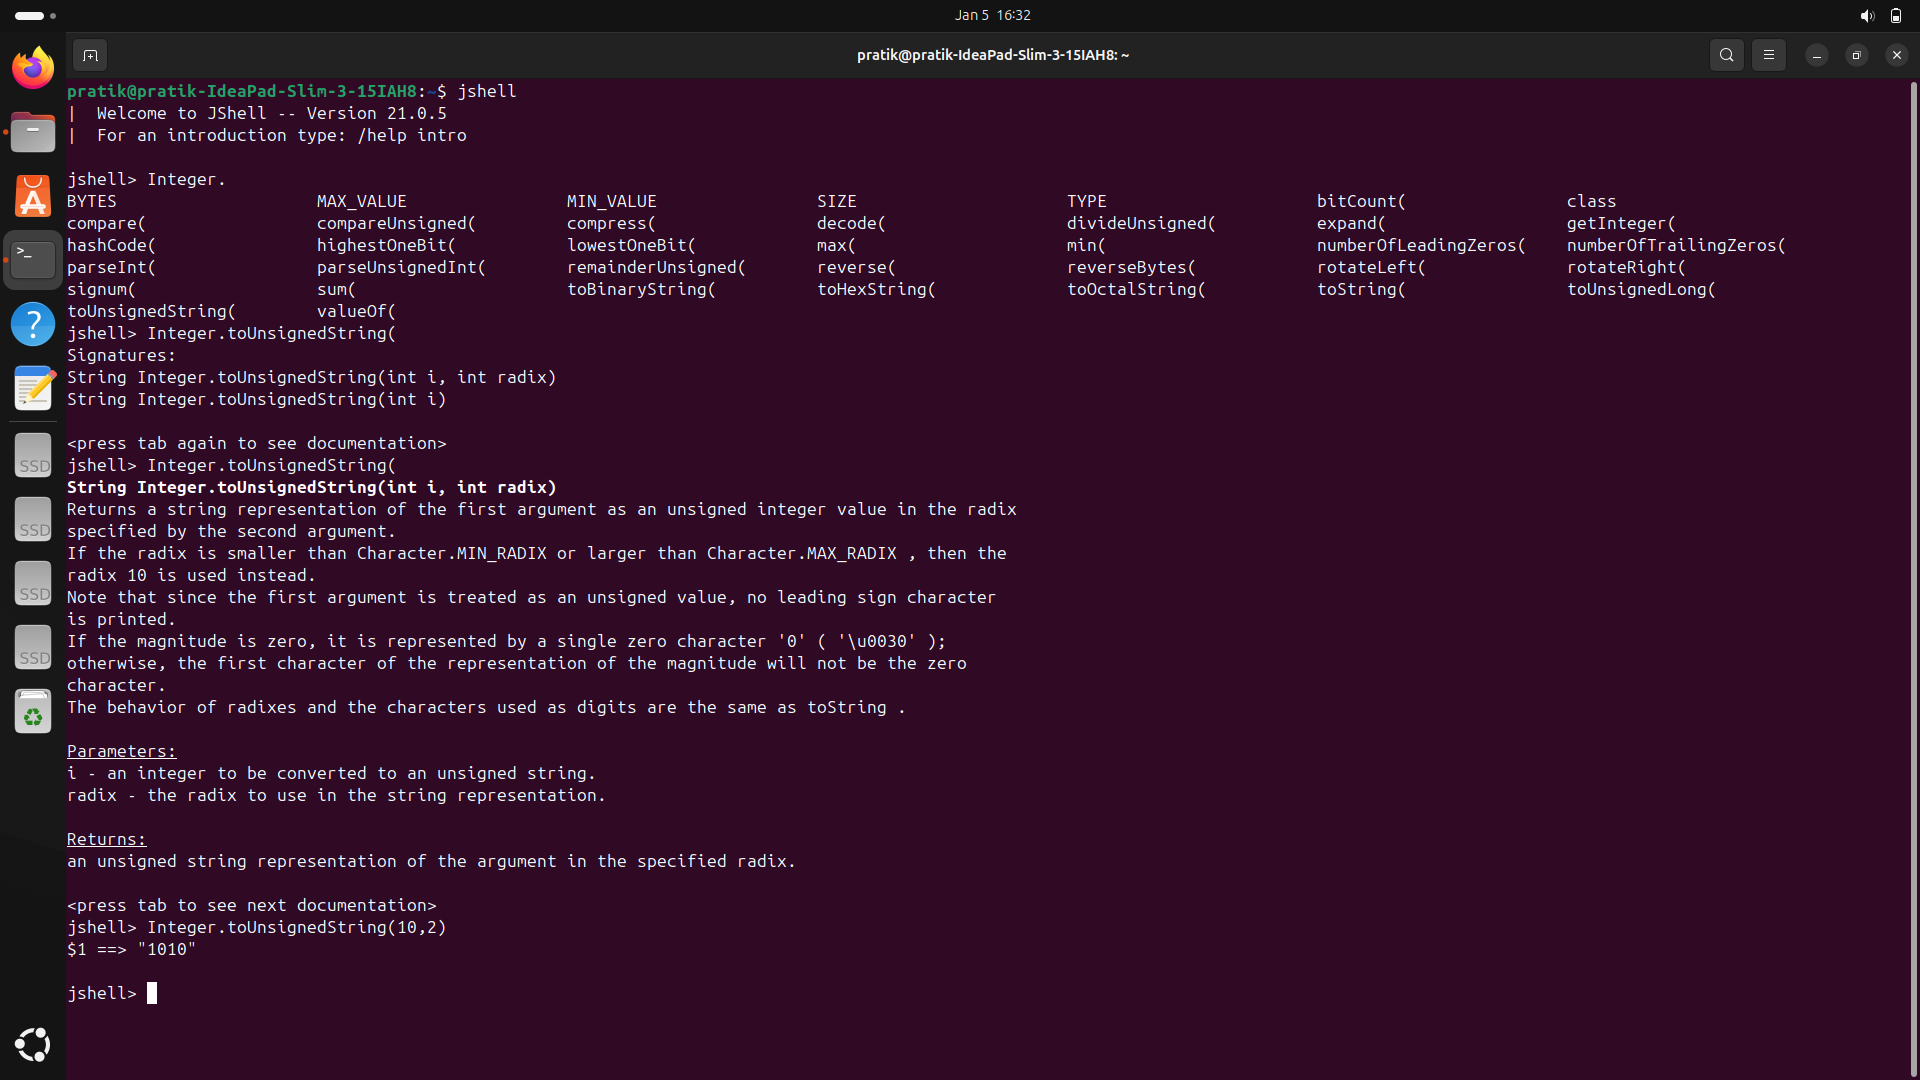 Jan 5 16:32
pratik@pratik-IdeaPad-Slim-3-15IAH8: ~
pratik@pratik-IdeaPad-Slim-3-15IAH8:~$ jshell
|  Welcome to JShell -- Version 21.0.5
|  For an introduction type: /help intro
jshell> Integer.
BYTES MAX_VALUE MIN_VALUE SIZE TYPE bitCount( class
compare( compareUnsigned( compress( decode( divideUnsigned( expand( getInteger(
hashCode( highestOneBit( lowestOneBit( max( min( numberOfLeadingZeros( numberOfTrailingZeros(
parseInt( parseUnsignedInt( remainderUnsigned( reverse( reverseBytes( rotateLeft( rotateRight(
signum( sum( toBinaryString( toHexString( toOctalString( toString( toUnsignedLong(
toUnsignedString( valueOf(
jshell> Integer.toUnsignedString(
Signatures:
String Integer.toUnsignedString(int i, int radix)
String Integer.toUnsignedString(int i)
<press tab again to see documentation>
jshell> Integer.toUnsignedString(
String Integer.toUnsignedString(int i, int radix)
Returns a string representation of the first argument as an unsigned integer value in the radix
specified by the second argument.
If the radix is smaller than Character.MIN_RADIX or larger than Character.MAX_RADIX , then the
radix 10 is used instead.
Note that since the first argument is treated as an unsigned value, no leading sign character
is printed.
If the magnitude is zero, it is represented by a single zero character '0' ( '\u0030' );
otherwise, the first character of the representation of the magnitude will not be the zero
character.
The behavior of radixes and the characters used as digits are the same as toString .
Parameters:
i - an integer to be converted to an unsigned string.
radix - the radix to use in the string representation.
Returns:
an unsigned string representation of the argument in the specified radix.
<press tab to see next documentation>
jshell> Integer.toUnsignedString(10,2)
$1 ==> "1010"
jshell>
SSD
SSD
SSD
SSD